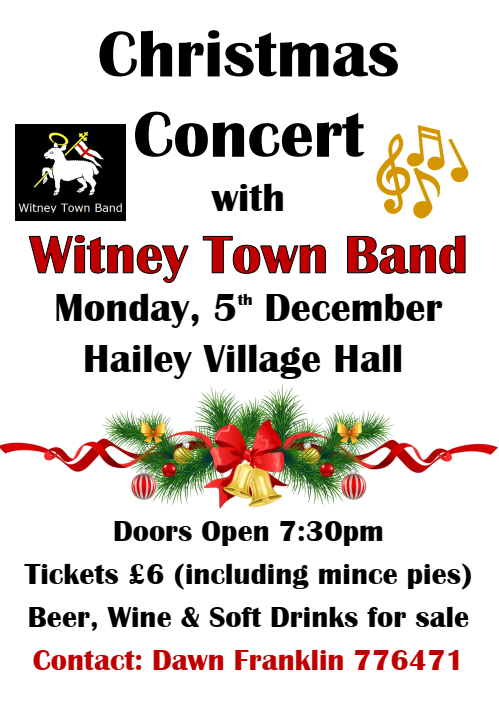 Christmas
Concert
Witney Town Band
with
Witney Town Band
Monday, 5th December
Hailey Village Hall
Doors Open 7:30pm
Tickets £6 (including mince pies)
Beer, Wine & Soft Drinks for sale
Contact: Dawn Franklin 776471